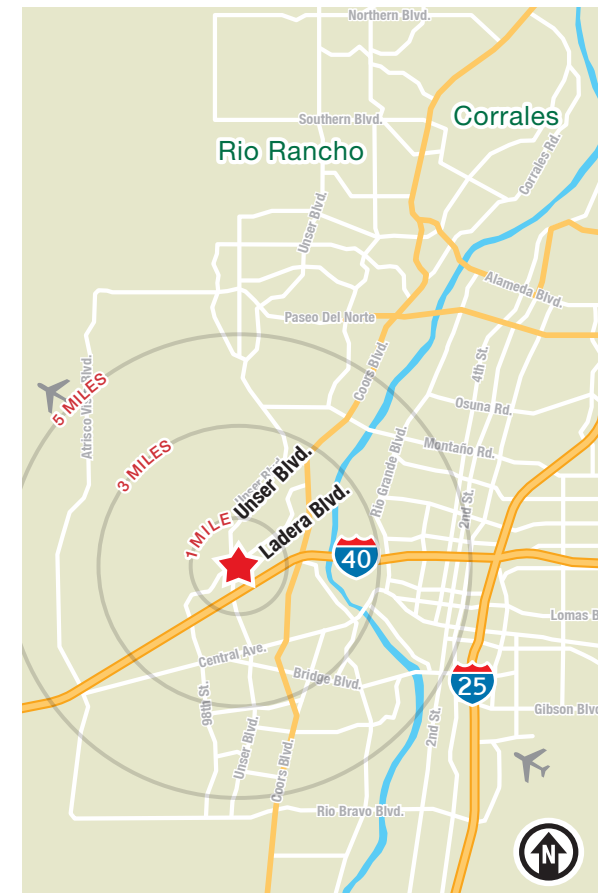 Northern Blvd.
Corrales
Southern Blvd.
Rio Rancho
Corrales Rd.
Unser Blvd.
Alameda Blvd.
Paseo Del Norte
4th St.
Coors Blvd.
5 MILES
Atrisco Vista Blvd.
Osuna Rd.
3 MILES
Montaño Rd.
Rio Grande Blvd.
Unser Blvd.
Unser Blvd.
1 MILE
Ladera Blvd.
2nd St.
40
Lomas B
Central Ave.
Bridge Blvd.
25
98th St.
Gibson Blvd
2nd St.
Unser Blvd.
Coors Blvd.
Rio Bravo Blvd.
N